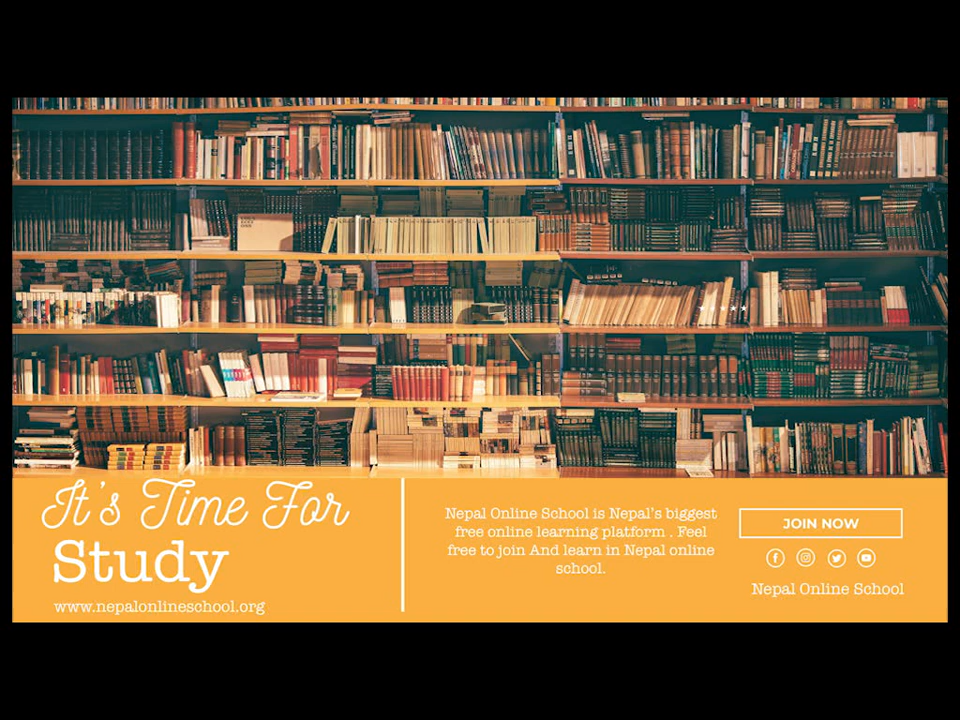 It's Time For
Study
www.nepalonlineschool.org
Nepal Online School is Nepal's biggest
free online learning platform . Feel
free to join And learn in Nepal online
school.
JOIN NOW
Nepal Online School